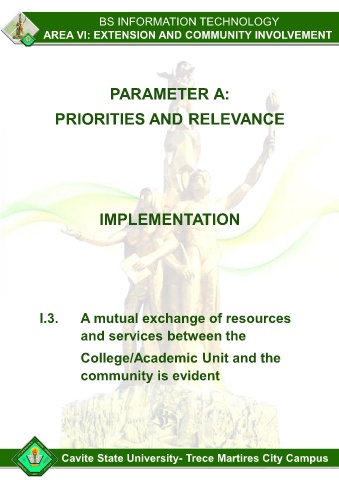 BS INFORMATION TECHNOLOGY
AREA VI: EXTENSION AND COMMUNITY INVOLVEMENT
PARAMETER A:
PRIORITIES AND RELEVANCE
IMPLEMENTATION
I.3. A mutual exchange of resources
and services between the
College/Academic Unit and the
community is evident
Cavite State University- Trece Martires City Campus